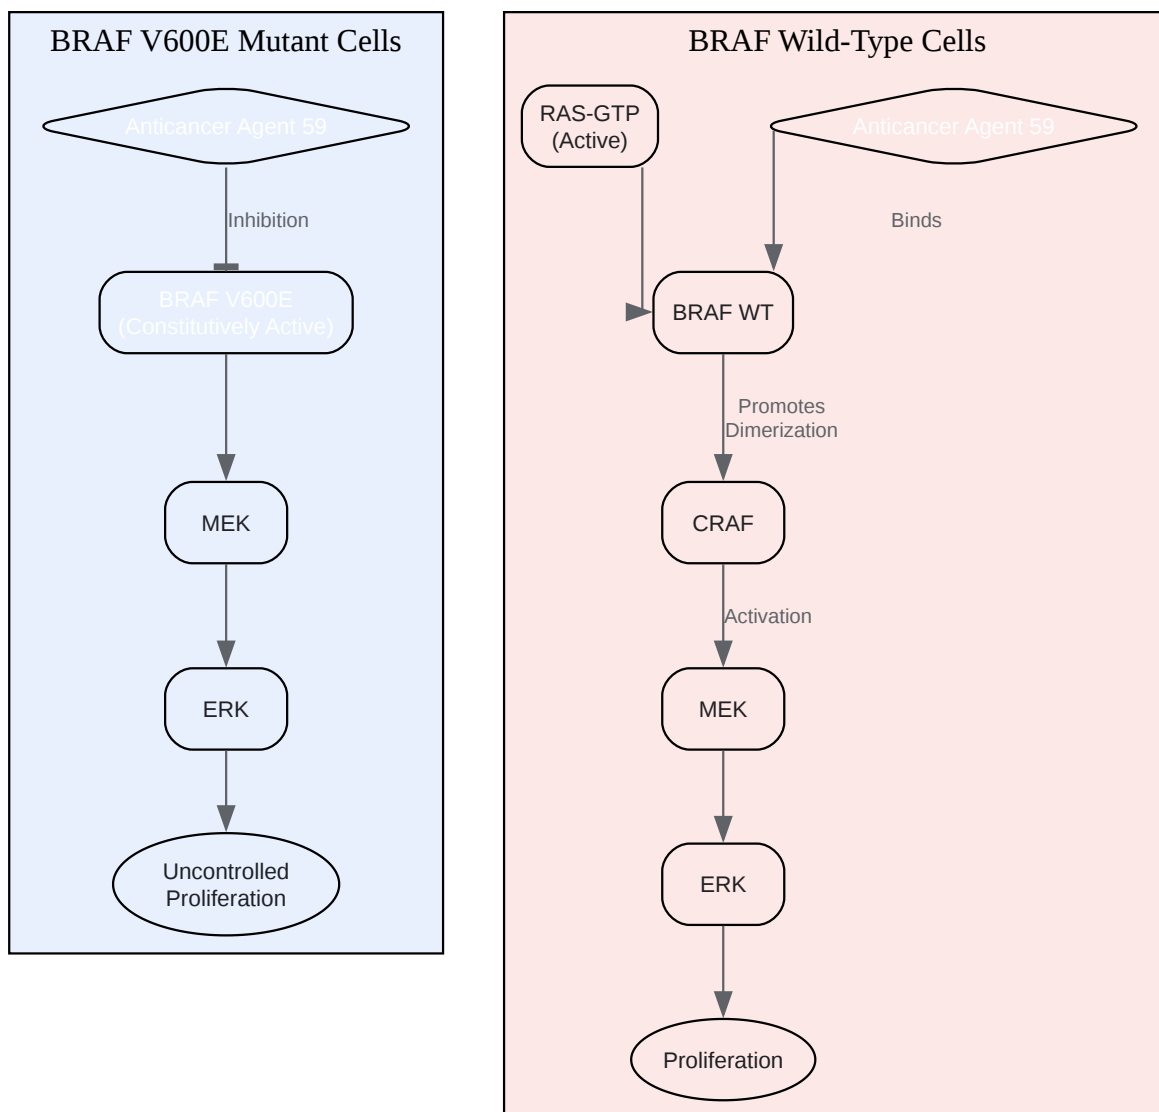 BRAF V600E Mutant Cells
Anticancer Agent 59
Inhibition
BRAF V600E
(Constitutively Active)
MEK
ERK
Uncontrolled
Proliferation
BRAF Wild-Type Cells
RAS-GTP
(Active)
Anticancer Agent 59
Binds
BRAF WT
Promotes
Dimerization
CRAF
Activation
MEK
ERK
Proliferation